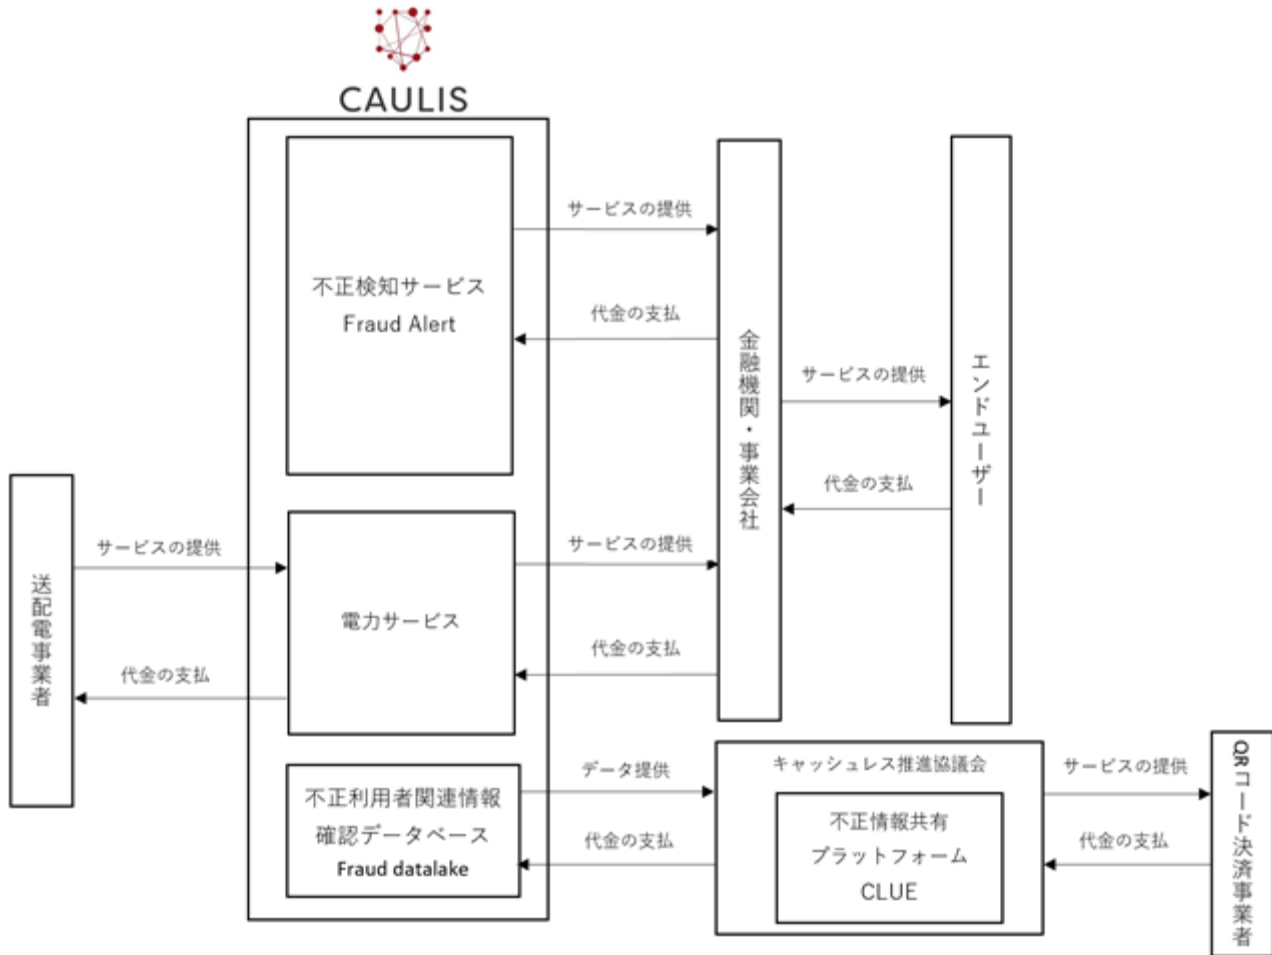 CAULIS
不正検知サービス
Fraud Alert
サービスの提供
代金の支払
金融機関・事業会社
サービスの提供
代金の支払
エンドユーザー
送配電事業者
サービスの提供
代金の支払
電力サービス
サービスの提供
代金の支払
不正利用者関連情報
確認データベース
Fraud datalake
データ提供
代金の支払
キャッシュレス推進協議会
不正情報共有
プラットフォーム
CLUE
サービスの提供
代金の支払
QRコード決済事業者